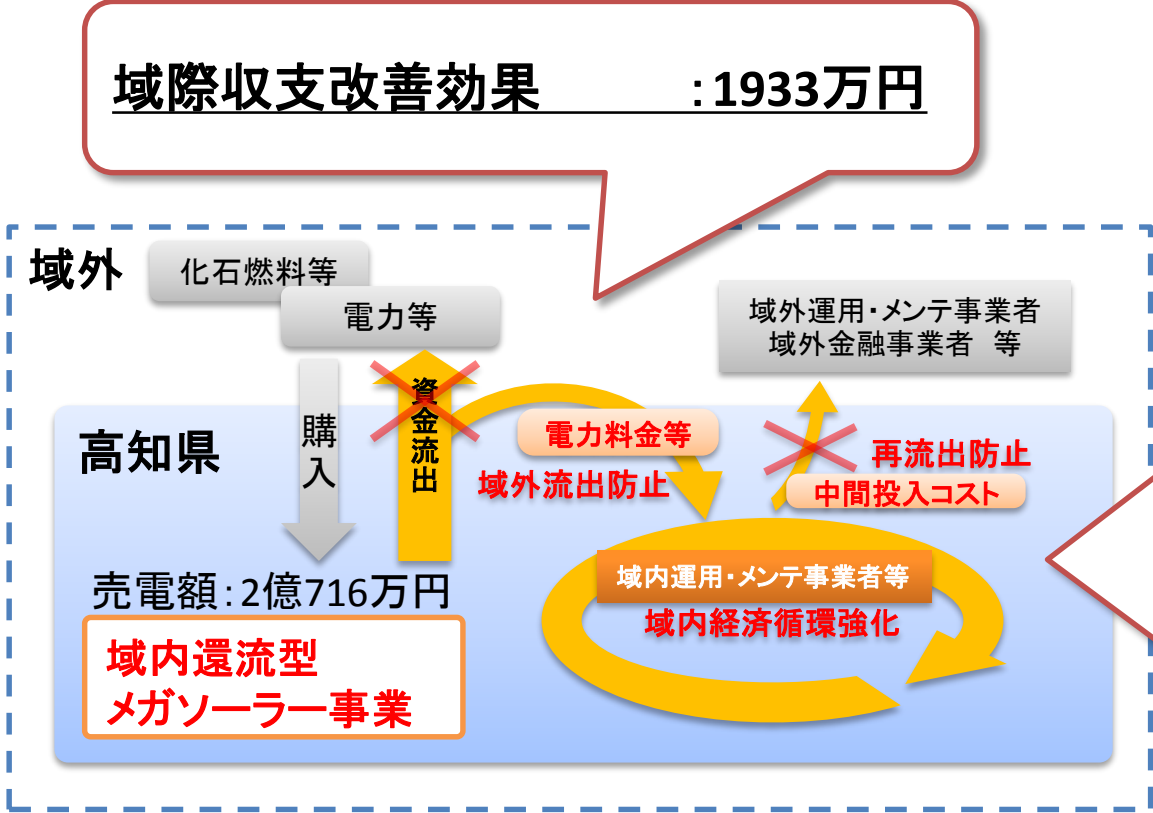 域際収支改善効果　　　：1933万円
域外
化石燃料等
電力等
域外運用・メンテ事業者
域外金融事業者　等
高知県
購入
資金流出
電力料金等
域外流出防止
再流出防止
中間投入コスト
売電額：2億716万円
域内運用・メンテ事業者等
域内経済循環強化
域内還流型
メガソーラー事業